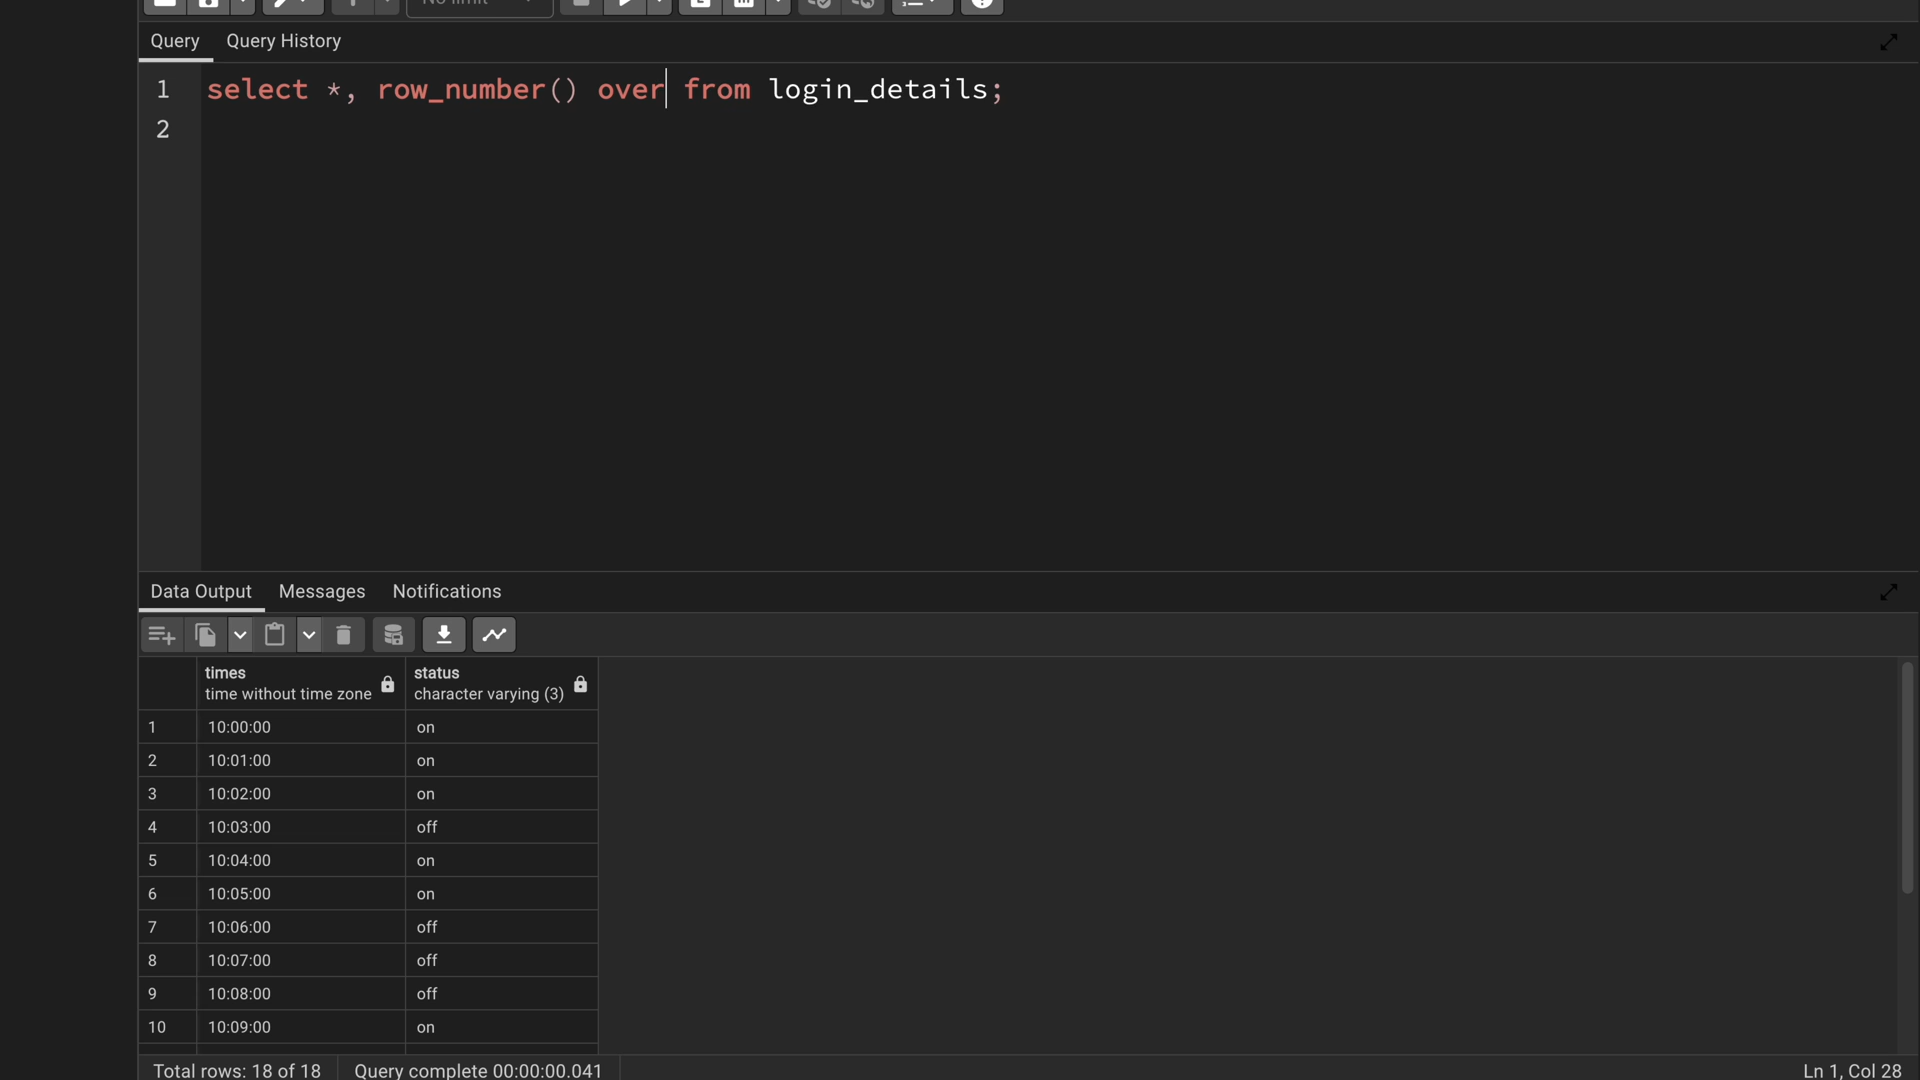 No limit
Query Query History
1 select *, row_number() over from login_details;
2
Data Output Messages Notifications
times status
time without time zone character varying (3)
1 10:00:00 on
2 10:01:00 on
3 10:02:00 on
4 10:03:00 off
5 10:04:00 on
6 10:05:00 on
7 10:06:00 off
8 10:07:00 off
9 10:08:00 off
10 10:09:00 on
Total rows: 18 of 18 Query complete 00:00:00.041 Ln 1, Col 28